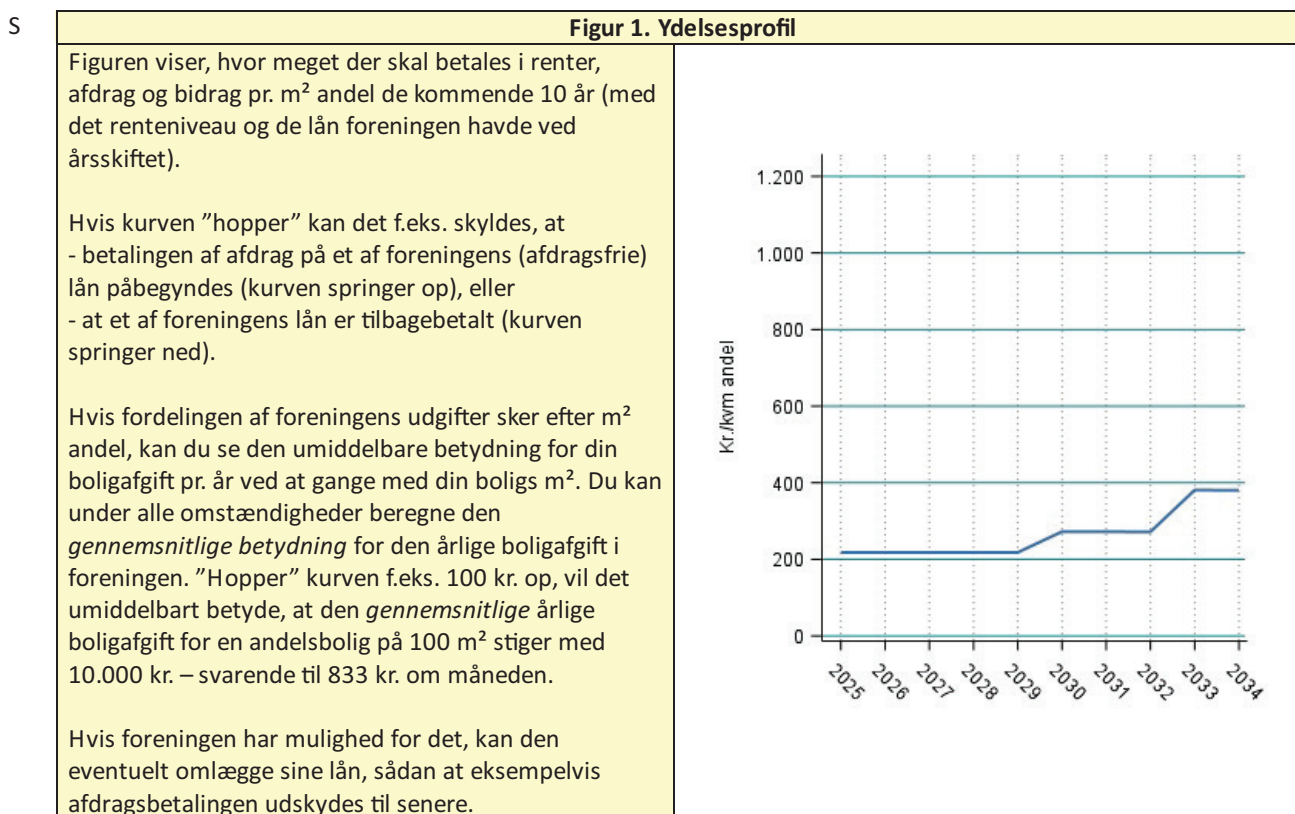 S
Figur 1. Ydelsesprofil
Figuren viser, hvor meget der skal betales i renter,
afdrag og bidrag pr. m² andel de kommende 10 år (med
det renteniveau og de lån foreningen havde ved
årsskiftet).
Hvis kurven ”hopper” kan det f.eks. skyldes, at
- betalingen af afdrag på et af foreningens (afdragsfrie)
lån påbegyndes (kurven springer op), eller
- at et af foreningens lån er tilbagebetalt (kurven
springer ned).
Hvis fordelingen af foreningens udgifter sker efter m²
andel, kan du se den umiddelbare betydning for din
boligafgift pr. år ved at gange med din boligs m². Du kan
under alle omstændigheder beregne den
gennemsnitlige betydning for den årlige boligafgift i
foreningen. ”Hopper” kurven f.eks. 100 kr. op, vil det
umiddelbart betyde, at den gennemsnitlige årlige
boligafgift for en andelsbolig på 100 m² stiger med
10.000 kr. – svarende til 833 kr. om måneden.
Hvis foreningen har mulighed for det, kan den
eventuelt omlægge sine lån, sådan at eksempelvis
afdragsbetalingen udskydes til senere.
Kr./kvm andel
1.200
1.000
800
600
400
200
0
2025
2026
2027
2028
2029
2030
2031
2032
2033
2034